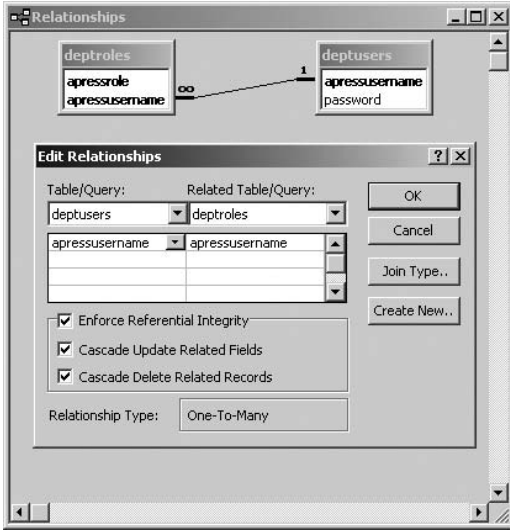 Relationships
deptroles
apressrole
apressusername
∞
1
deptusers
apressusername
password
Edit Relationships
Table/Query: Related Table/Query:
deptusers deptroles
apressusername apressusername
Enforce Referential Integrity
Cascade Update Related Fields
Cascade Delete Related Records
Relationship Type: One-To-Many
OK
Cancel
Join Type..
Create New..